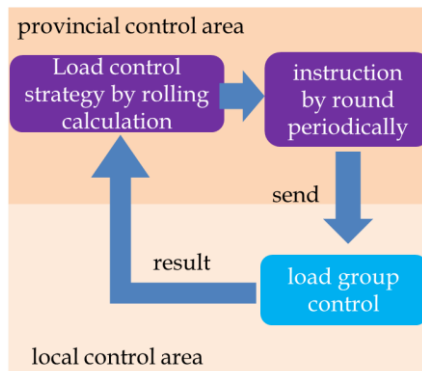 provincial control area
Load control
strategy by rolling
calculation
instruction
by round
periodically
send
result
load group
control
local control area